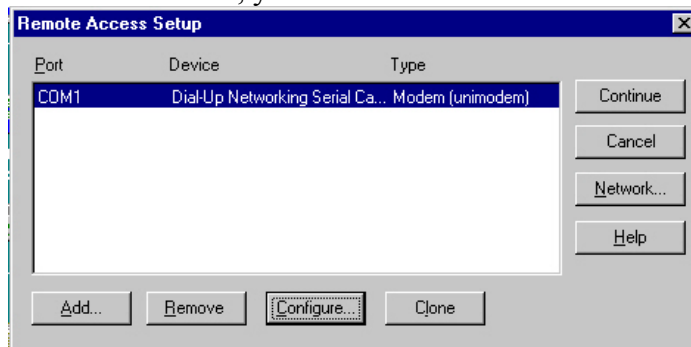 Remote Access Setup
Port Device Type
COM1 Dial-Up Networking Serial Ca... Modem (unimodem)
Continue
Cancel
Network...
Help
Add... Remove Configure... Clone